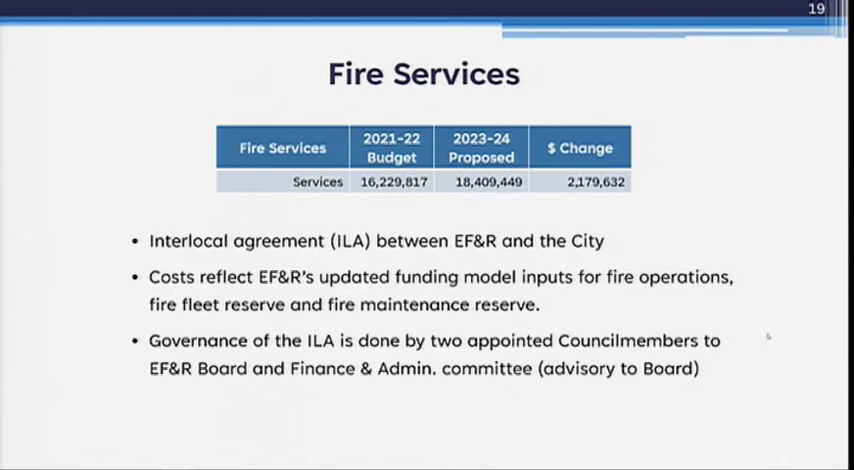 19
Fire Services
Fire Services 2021-22 Budget 2023-24 Proposed $ Change
Services 16,229,817 18,409,449 2,179,632
• Interlocal agreement (ILA) between EF&R and the City
• Costs reflect EF&R's updated funding model inputs for fire operations,
fire fleet reserve and fire maintenance reserve.
• Governance of the ILA is done by two appointed Councilmembers to
EF&R Board and Finance & Admin. committee (advisory to Board)